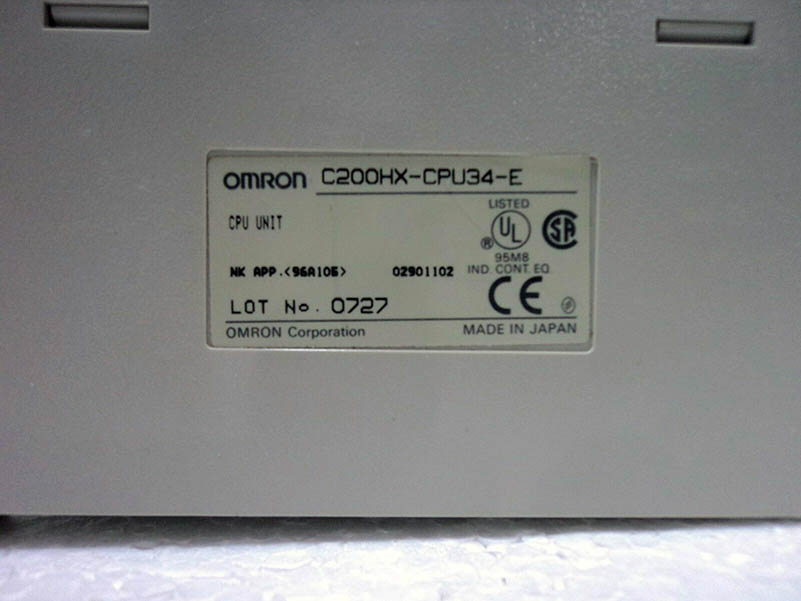 OMRON C200HX-CPU34-E
CPU UNIT
LISTED
UL
®
95M8
IND. CONT. EQ.
NK APP.<96A105> 02901102
LOT No. 0727
CE
OMRON Corporation MADE IN JAPAN